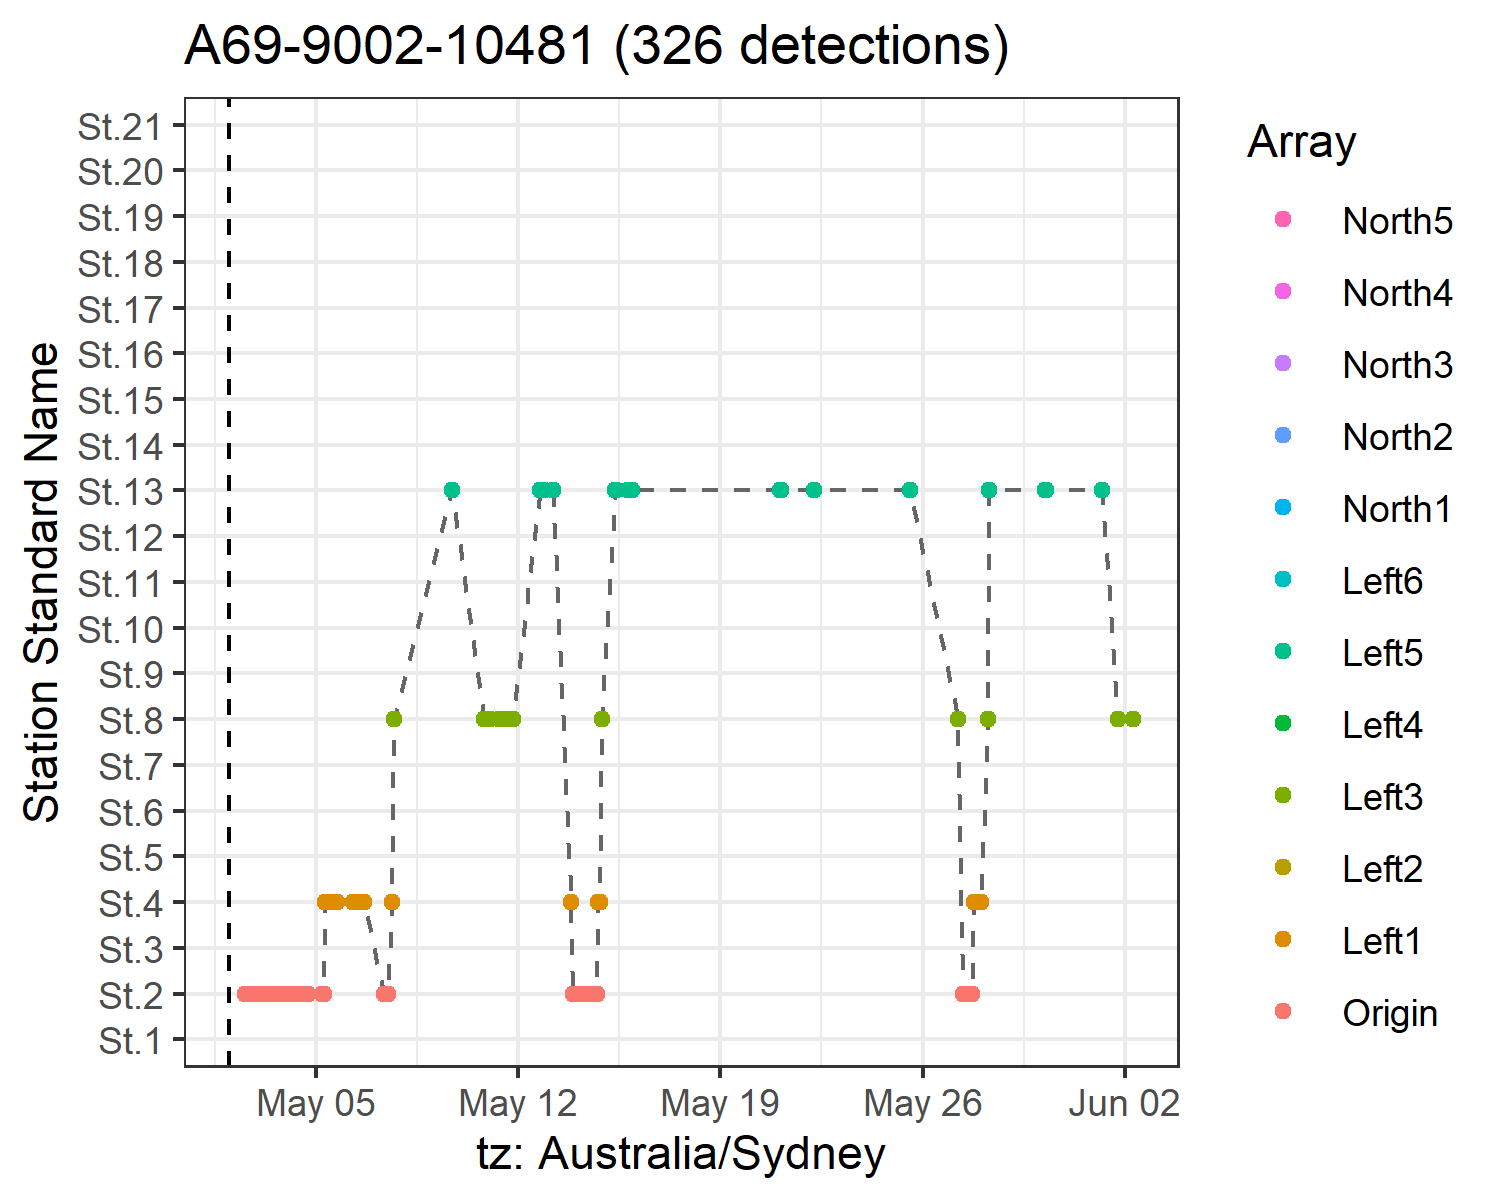 A69-9002-10481 (326 detections)
Station Standard Name
St.21
St.20
St.19
St.18
St.17
St.16
St.15
St.14
St.13
St.12
St.11
St.10
St.9
St.8
St.7
St.6
St.5
St.4
St.3
St.2
St.1
May 05
May 12
May 19
May 26
Jun 02
tz: Australia/Sydney
Array
North5
North4
North3
North2
North1
Left6
Left5
Left4
Left3
Left2
Left1
Origin